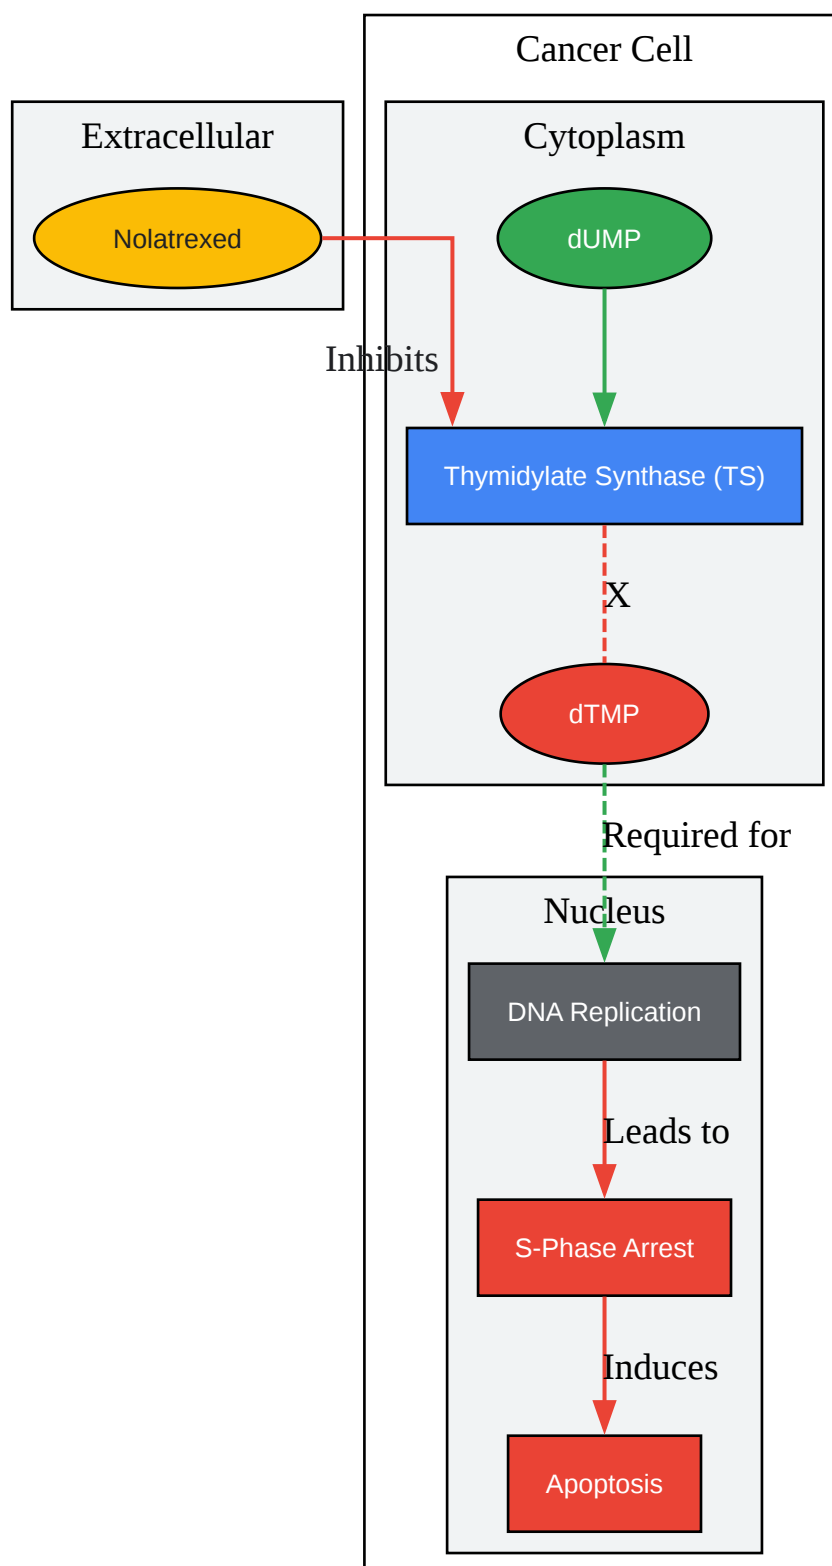 Cancer Cell
Extracellular
Cytoplasm
Nolatrexed
dUMP
Inhibits
Thymidylate Synthase (TS)
X
dTMP
Required for
Nucleus
DNA Replication
Leads to
S-Phase Arrest
Induces
Apoptosis